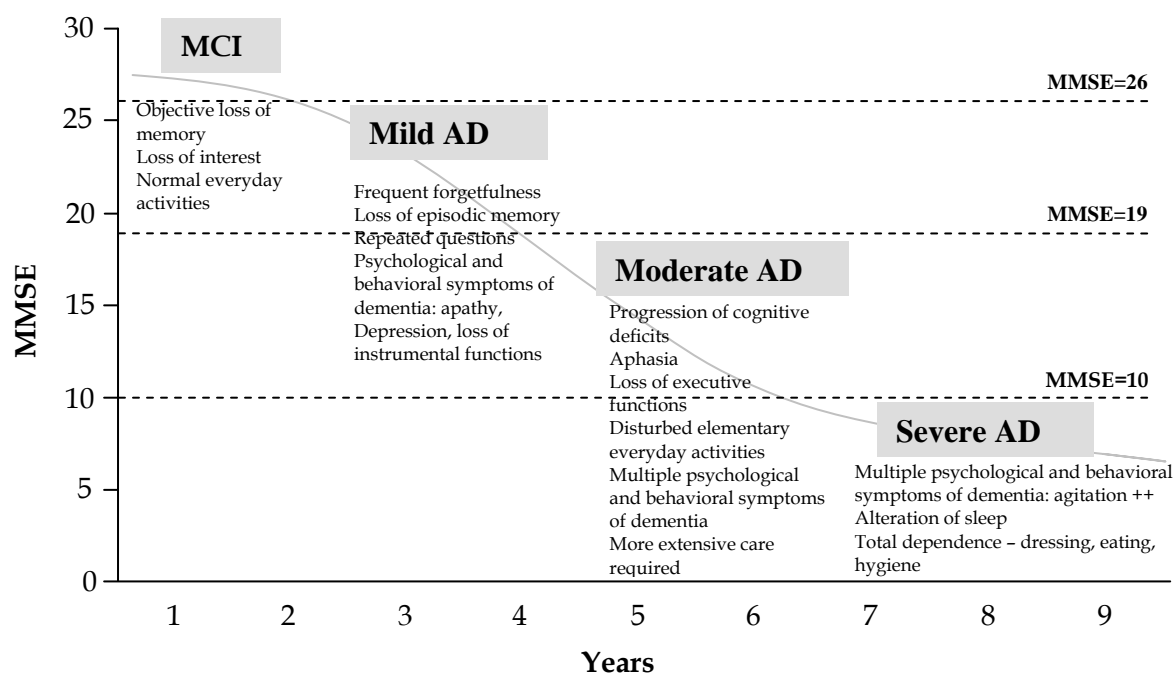 30
MCI
MMSE=26
25
Objective loss of
memory
Loss of interest
Normal everyday
activities
Mild AD
Frequent forgetfulness
Loss of episodic memory
Repeated questions
Psychological and
behavioral symptoms of
dementia: apathy,
Depression, loss of
instrumental functions
20
MMSE=19
Moderate AD
Progression of cognitive
deficits
Aphasia
Loss of executive
functions
Disturbed elementary
everyday activities
Multiple psychological
and behavioral symptoms
of dementia
More extensive care
required
MMSE
15
10
MMSE=10
Severe AD
Multiple psychological and behavioral
symptoms of dementia: agitation ++
Alteration of sleep
Total dependence – dressing, eating,
hygiene
5
0
1 2 3 4 5 6 7 8 9
Years